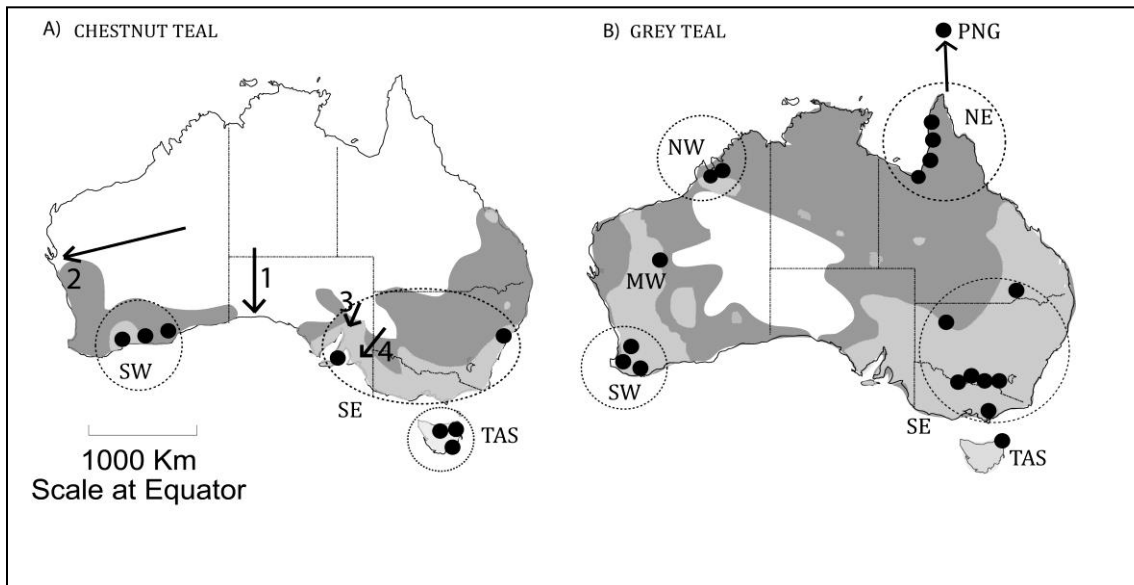 A) CHESTNUT TEAL
2
1
3
4
SW
SE
TAS
1000 Km
Scale at Equator
B) GREY TEAL
PNG
NE
NW
MW
SW
SE
TAS